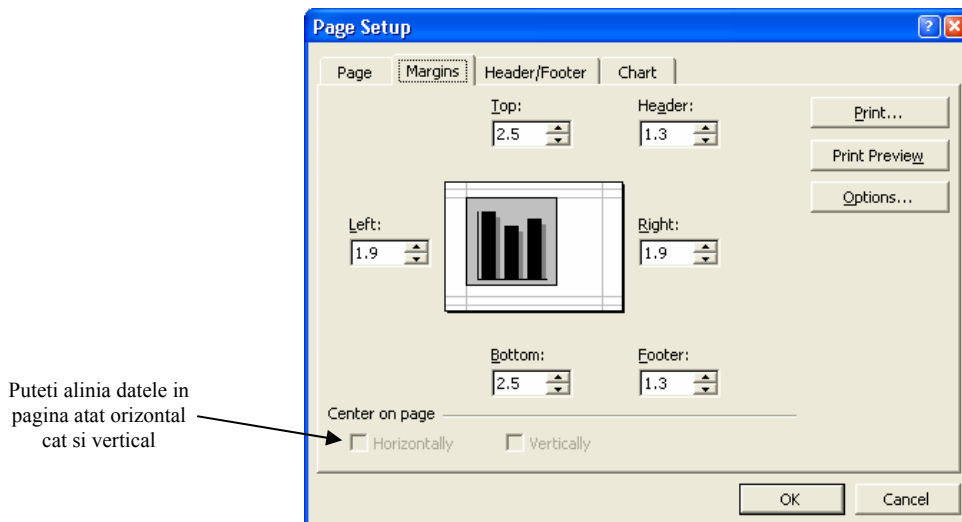 Page Setup
Page Margins Header/Footer Chart
Top: Header:
2.5 1.3
Print...
Print Preview
Options...
Left: Right:
1.9 1.9
Bottom: Footer:
2.5 1.3
Puteti alinia datele in
pagina atat orizontal
cat si vertical
Center on page
Horizontally Vertically
OK Cancel